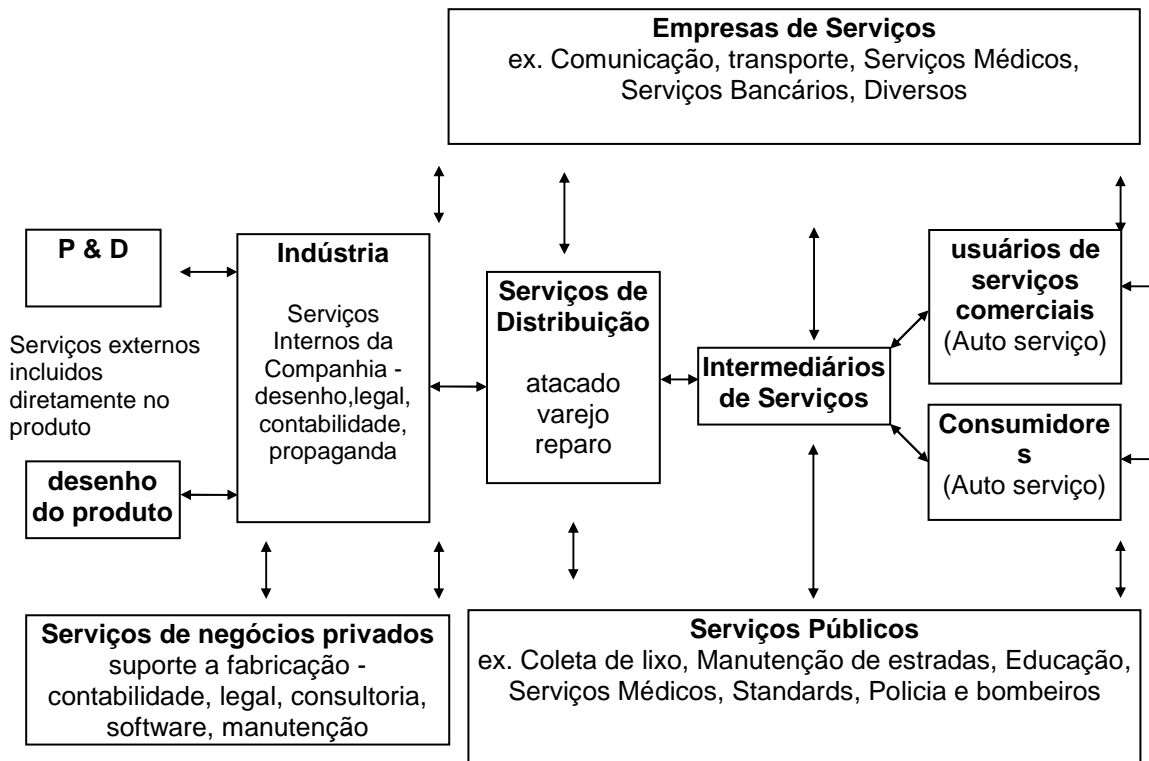 Empresas de Serviços
ex. Comunicação, transporte, Serviços Médicos,
Serviços Bancários, Diversos
P & D
Serviços externos
incluidos
diretamente no
produto
desenho
do produto
Indústria
Serviços
Internos da
Companhia -
desenho,legal,
contabilidade,
propaganda
Serviços de
Distribuição
atacado
varejo
reparo
Intermediários
de Serviços
usuários de
serviços
comerciais
(Auto serviço)
Consumidore
s
(Auto serviço)
Serviços de negócios privados
suporte a fabricação -
contabilidade, legal, consultoria,
software, manutenção
Serviços Públicos
ex. Coleta de lixo, Manutenção de estradas, Educação,
Serviços Médicos, Standards, Policia e bombeiros